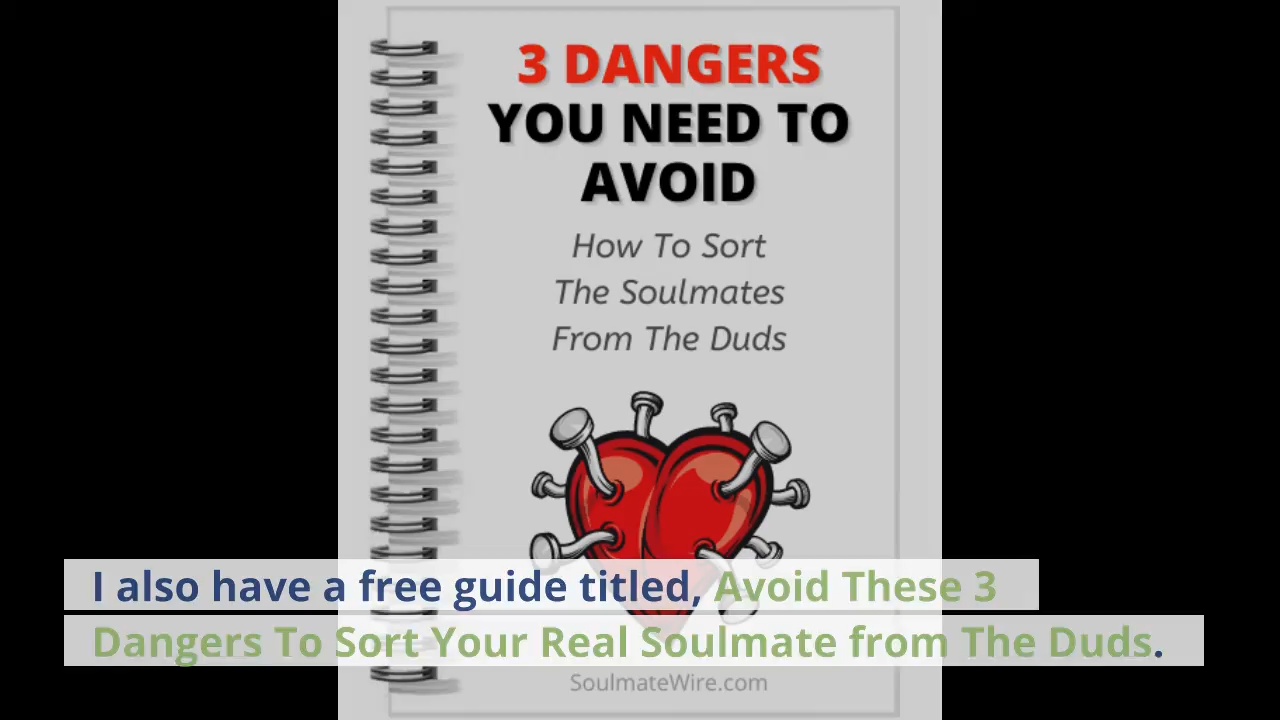 3 DANGERS
YOU NEED TO
AVOID
How To Sort
The Soulmates
From The Duds
I also have a free guide titled, Avoid These 3
Dangers To Sort Your Real Soulmate from The Duds.
SoulmateWire.com